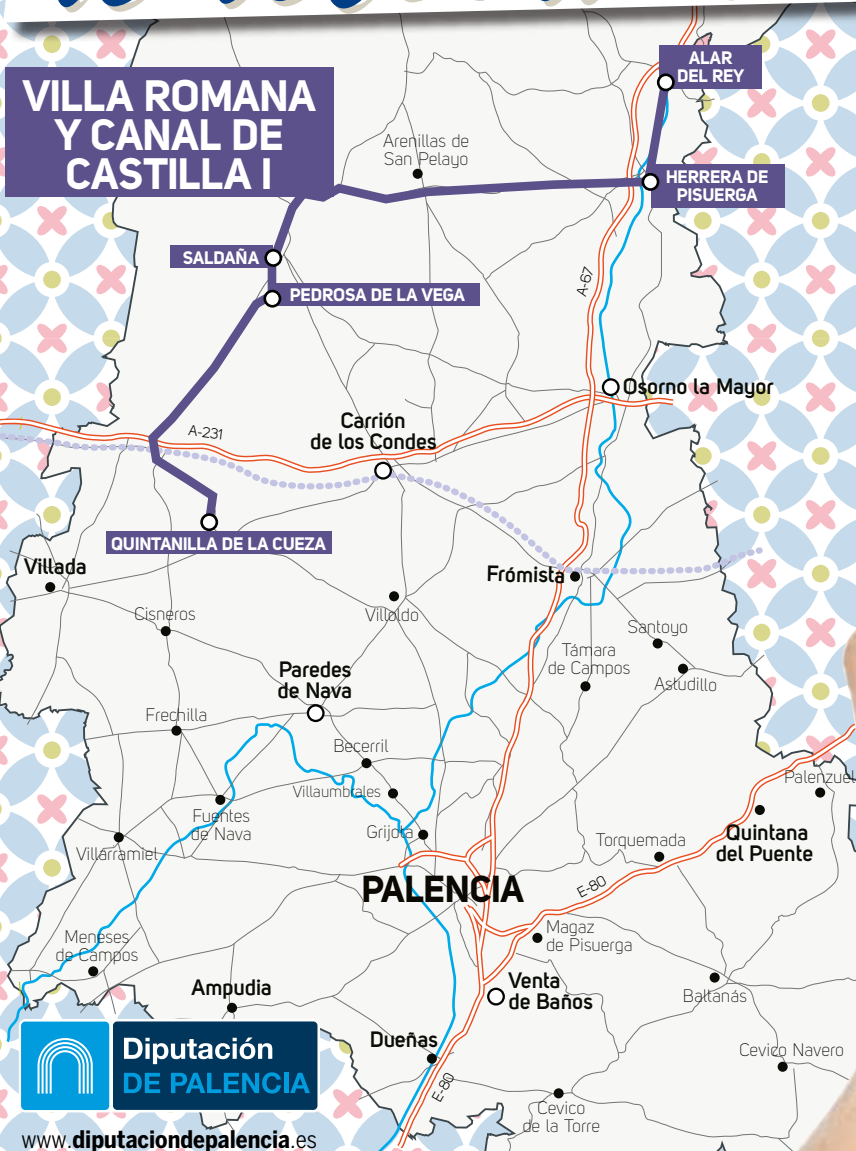 VILLA ROMANA
Y CANAL DE
CASTILLA I
ALAR
DEL REY
Arenillas de
San Pelayo
HERRERA DE
PISUERGA
SALDAÑA
PEDROSA DE LA VEGA
A-67
Osorno la Mayor
A-231
Carrión
de los Condes
QUINTANILLA DE LA CUEZA
Villada
Frómista
Cisneros
Villoldo
Santoyo
Támara
de Campos
Astudillo
Paredes
de Nava
Frechilla
Becerril
Villaumbrales
Palenzuel
Fuentes
de Nava
Grijota
Villarramiel
Torquemada
Quintana
del Puente
PALENCIA
E-80
Magaz
de Pisuerga
Meneses
de Campos
Ampudia
Venta
de Baños
Baltanás
Dueñas
Cevico Navero
E-80
Cevico
de la Torre
Diputación
DE PALENCIA
www.diputaciondepalencia.es